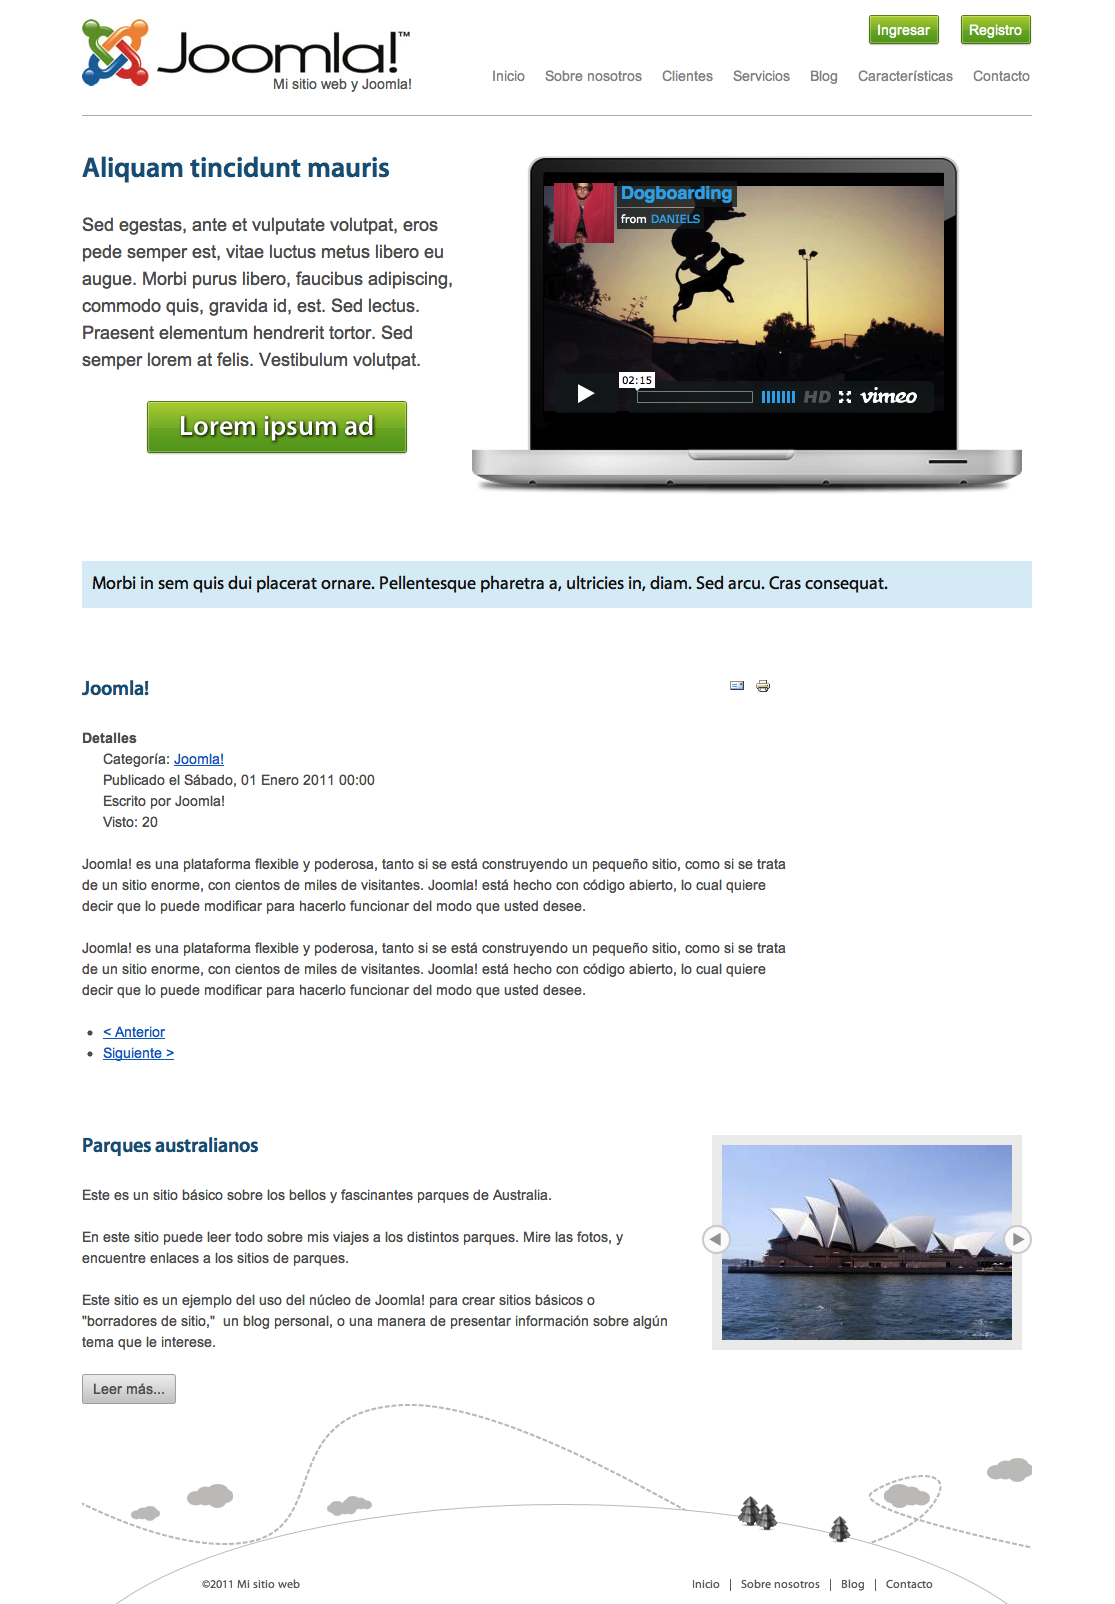 Ingresar
Registro
Joomla!™
Mi sitio web y Joomla!
Inicio Sobre nosotros Clientes Servicios Blog Características Contacto
Aliquam tincidunt mauris
Sed egestas, ante et vulputate volutpat, eros
pede semper est, vitae luctus metus libero eu
augue. Morbi purus libero, faucibus adipiscing,
commodo quis, gravida id, est. Sed lectus.
Praesent elementum hendrerit tortor. Sed
semper lorem at felis. Vestibulum volutpat.
Lorem ipsum ad
Dogboarding
from DANIELS
02:15
HD vimeo
Morbi in sem quis dui placerat ornare. Pellentesque pharetra a, ultricies in, diam. Sed arcu. Cras consequat.
Joomla!
Detalles
Categoría: Joomla!
Publicado el Sábado, 01 Enero 2011 00:00
Escrito por Joomla!
Visto: 20
Joomla! es una plataforma flexible y poderosa, tanto si se está construyendo un pequeño sitio, como si se trata
de un sitio enorme, con cientos de miles de visitantes. Joomla! está hecho con código abierto, lo cual quiere
decir que lo puede modificar para hacerlo funcionar del modo que usted desee.
Joomla! es una plataforma flexible y poderosa, tanto si se está construyendo un pequeño sitio, como si se trata
de un sitio enorme, con cientos de miles de visitantes. Joomla! está hecho con código abierto, lo cual quiere
decir que lo puede modificar para hacerlo funcionar del modo que usted desee.
• < Anterior
• Siguiente >
Parques australianos
Este es un sitio básico sobre los bellos y fascinantes parques de Australia.
En este sitio puede leer todo sobre mis viajes a los distintos parques. Mire las fotos, y
encuentre enlaces a los sitios de parques.
Este sitio es un ejemplo del uso del núcleo de Joomla! para crear sitios básicos o
"borradores de sitio,"  un blog personal, o una manera de presentar información sobre algún
tema que le interese.
Leer más...
©2011 Mi sitio web
Inicio | Sobre nosotros | Blog | Contacto